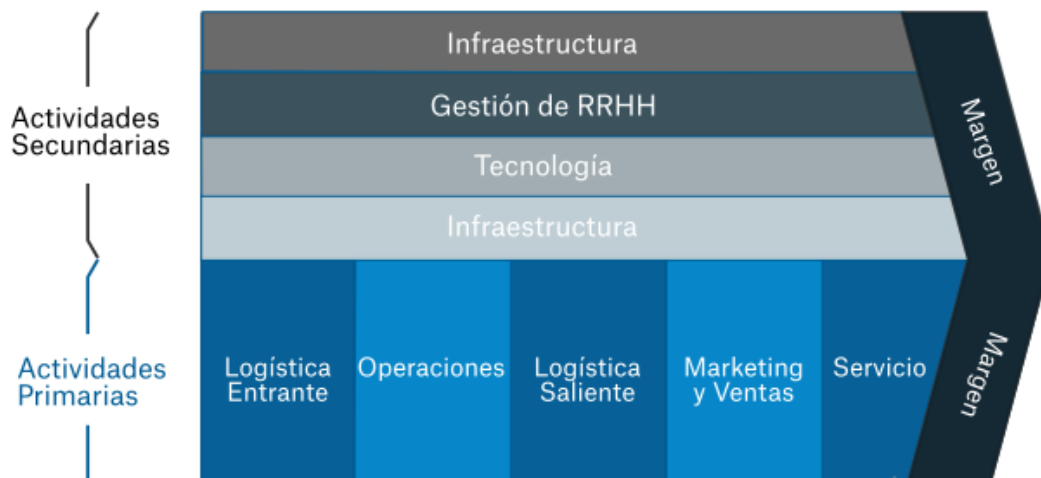 Infraestructura
Gestión de RRHH
Actividades
Secundarias
Tecnología
Infraestructura
Margen
Actividades
Primarias
Logística
Entrante
Operaciones
Logística
Saliente
Marketing
y Ventas
Servicio
Margen